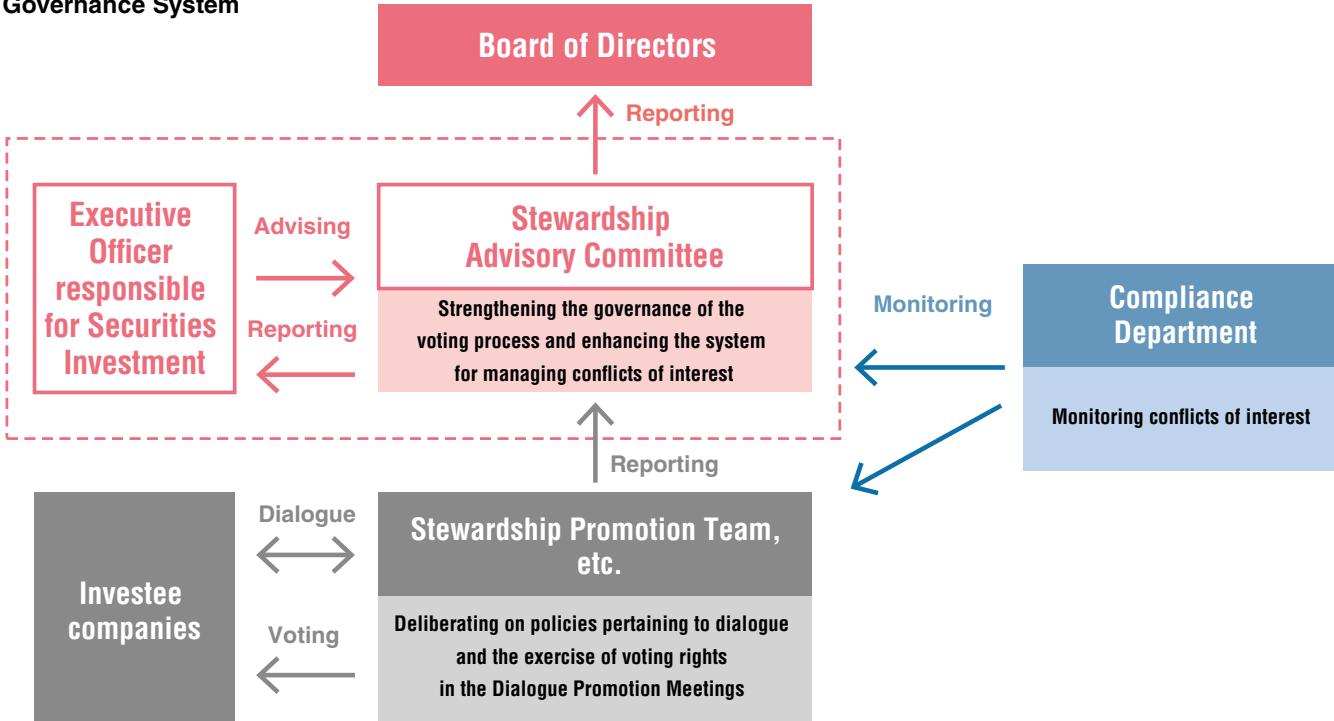 Governance System
Board of Directors
Reporting
Executive
Officer
responsible
for Securities
Investment
Advising
Reporting
Stewardship
Advisory Committee
Strengthening the governance of the
voting process and enhancing the system
for managing conflicts of interest
Monitoring
Compliance
Department
Monitoring conflicts of interest
Reporting
Investee
companies
Dialogue
Voting
Stewardship Promotion Team,
etc.
Deliberating on policies pertaining to dialogue
and the exercise of voting rights
in the Dialogue Promotion Meetings